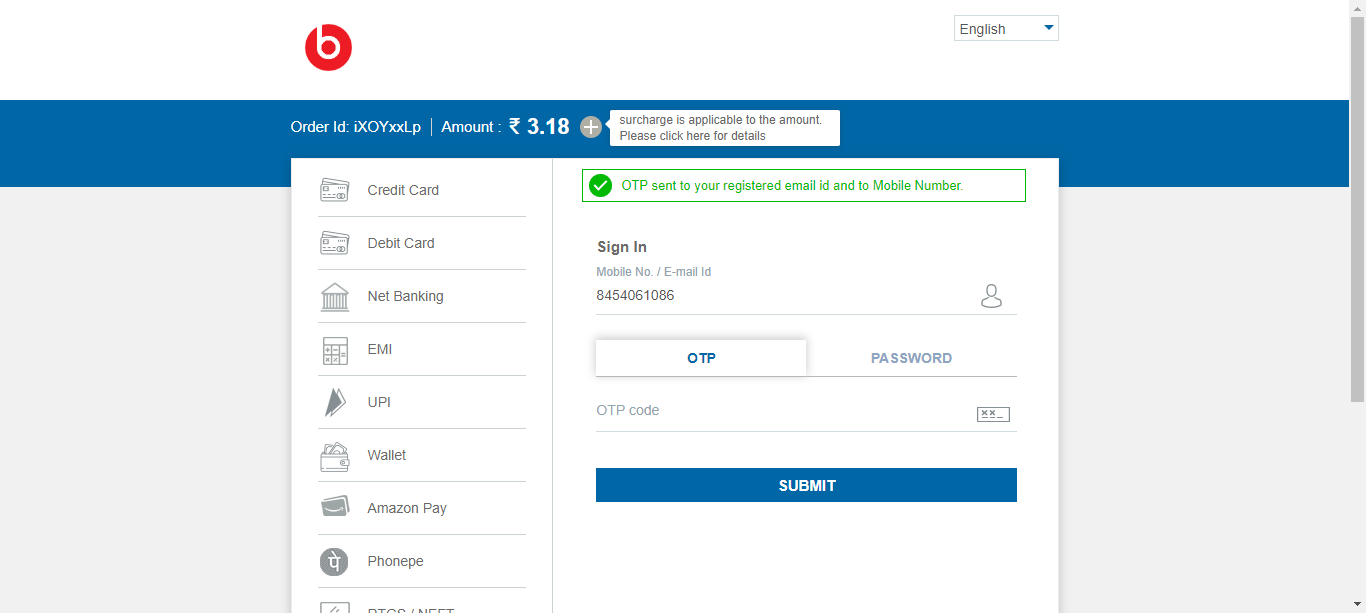 b
English
Order Id: iXOYxxLp
Amount : ₹ 3.18
surcharge is applicable to the amount.
Please click here for details
Credit Card
Debit Card
Net Banking
EMI
UPI
Wallet
Amazon Pay
Phonepe
RTGS / NEFT
OTP sent to your registered email id and to Mobile Number.
Sign In
Mobile No. / E-mail Id
8454061086
OTP
PASSWORD
OTP code
SUBMIT